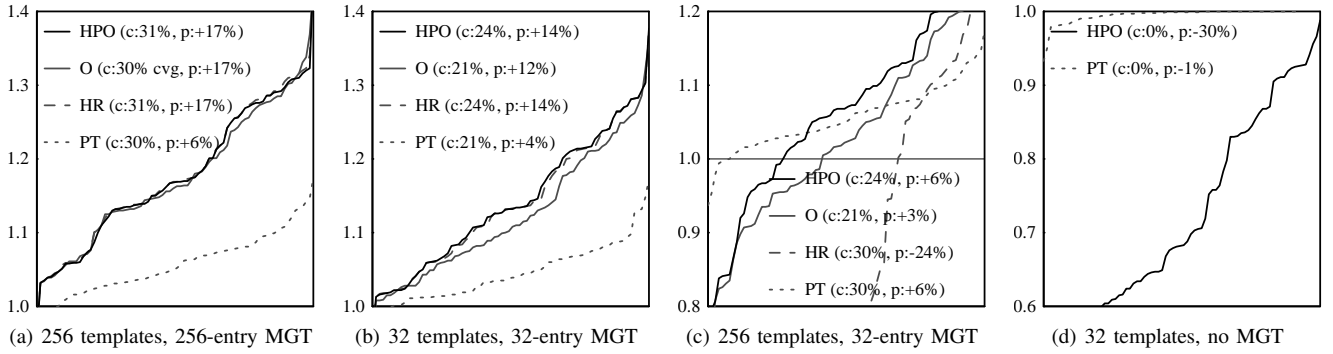 1.4
1.3
1.2
1.1
1.0
HPO (c:31%, p:+17%)
O (c:30% cvg, p:+17%)
HR (c:31%, p:+17%)
PT (c:30%, p:+6%)
(a) 256 templates, 256-entry MGT
1.4
1.3
1.2
1.1
1.0
HPO (c:24%, p:+14%)
O (c:21%, p:+12%)
HR (c:24%, p:+14%)
PT (c:21%, p:+4%)
(b) 32 templates, 32-entry MGT
1.2
1.1
1.0
0.9
0.8
HPO (c:24%, p:+6%)
O (c:21%, p:+3%)
HR (c:30%, p:-24%)
PT (c:30%, p:+6%)
(c) 256 templates, 32-entry MGT
1.0
0.9
0.8
0.7
0.6
HPO (c:0%, p:-30%)
PT (c:0%, p:-1%)
(d) 32 templates, no MGT